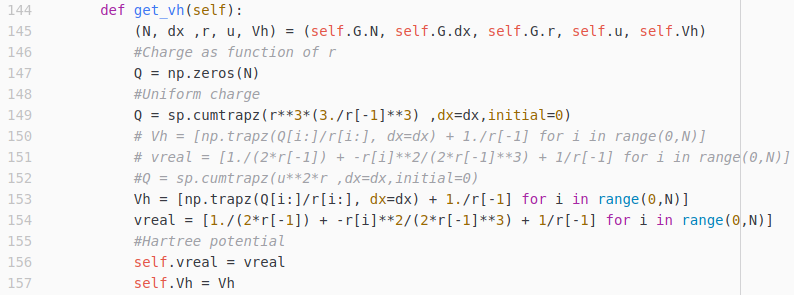 144        def get_vh(self):
145            (N, dx ,r, u, Vh) = (self.G.N, self.G.dx, self.G.r, self.u, self.Vh)
146            #Charge as function of r
147            Q = np.zeros(N)
148            #Uniform charge
149            Q = sp.cumtrapz(r**3*(3./r[-1]**3) ,dx=dx,initial=0)
150            # Vh = [np.trapz(Q[i:]/r[i:], dx=dx) + 1./r[-1] for i in range(0,N)]
151            # vreal = [1./(2*r[-1]) + -r[i]**2/(2*r[-1]**3) + 1/r[-1] for i in range(0,N)]
152            #Q = sp.cumtrapz(u**2*r ,dx=dx,initial=0)
153            Vh = [np.trapz(Q[i:]/r[i:], dx=dx) + 1./r[-1] for i in range(0,N)]
154            vreal = [1./(2*r[-1]) + -r[i]**2/(2*r[-1]**3) + 1/r[-1] for i in range(0,N)]
155            #Hartree potential
156            self.vreal = vreal
157            self.Vh = Vh